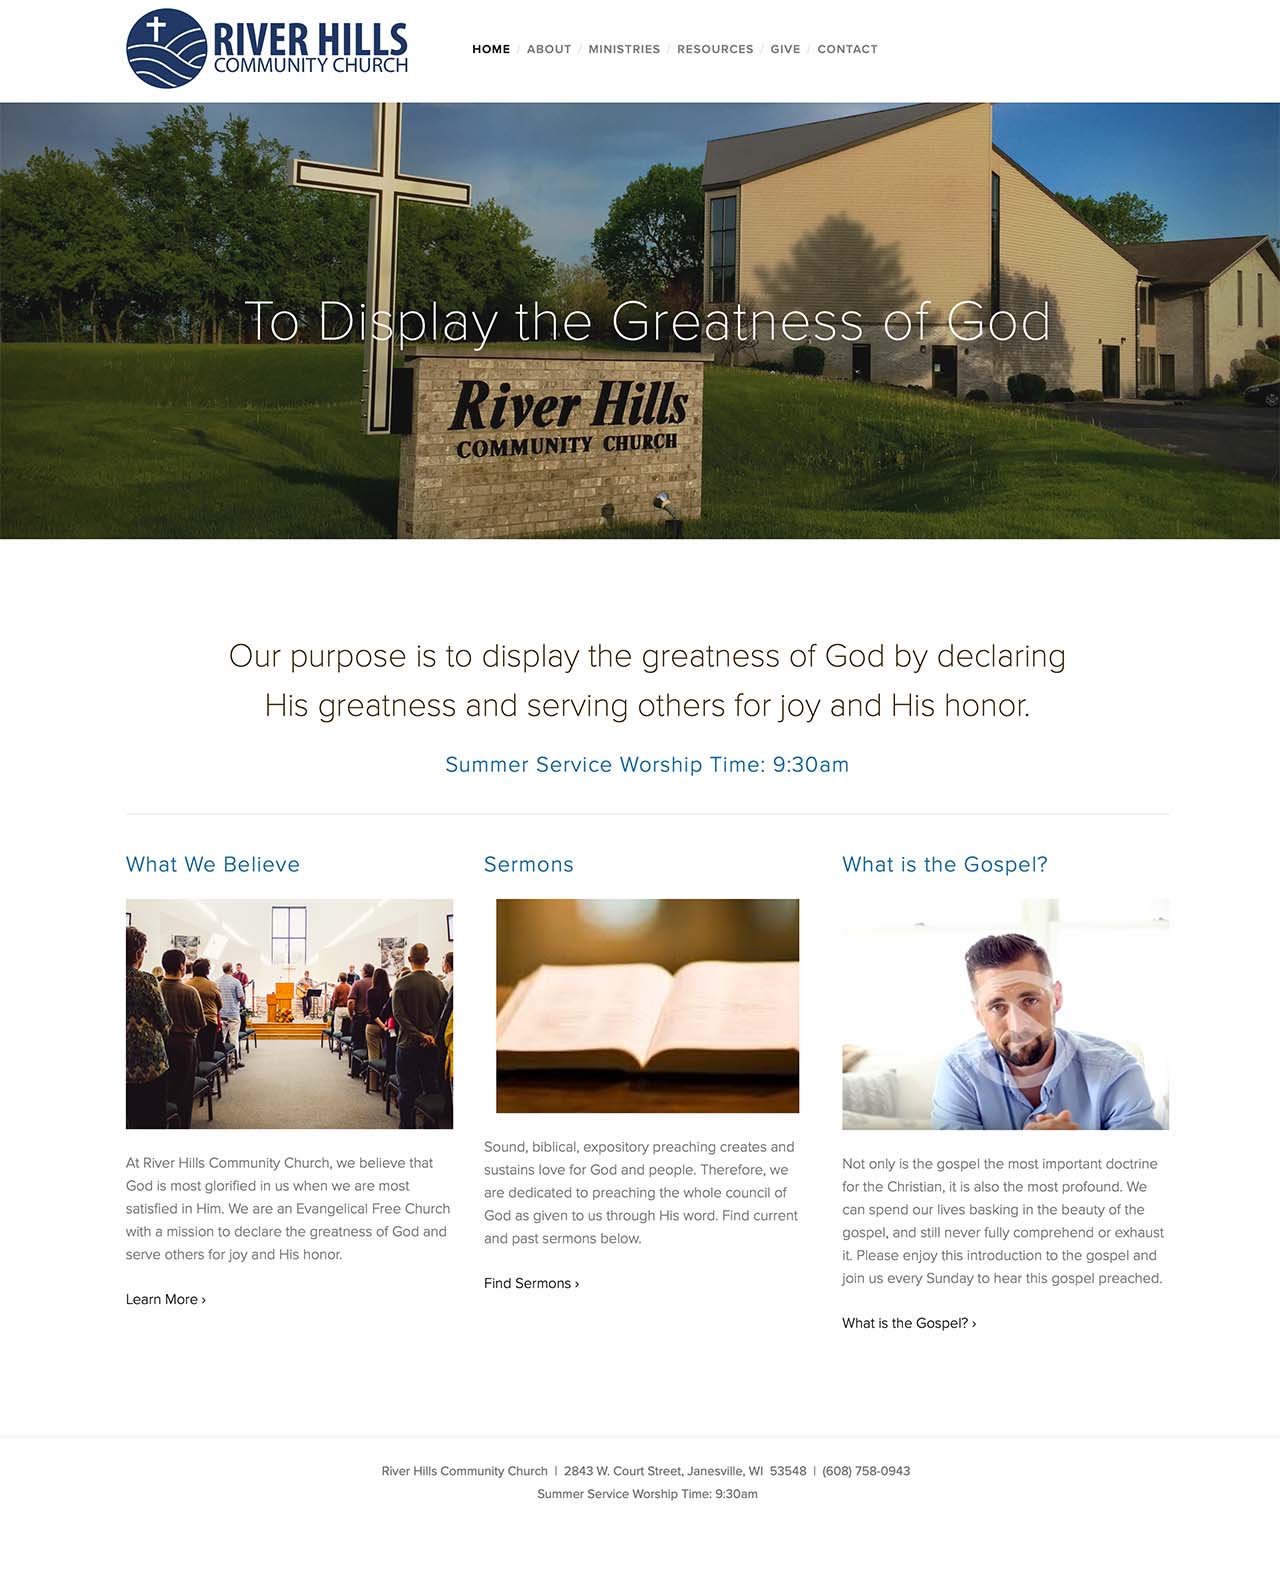 RIVER HILLS
COMMUNITY CHURCH
HOME / ABOUT / MINISTRIES / RESOURCES / GIVE / CONTACT
To Display the Greatness of God
River Hills
COMMUNITY CHURCH
Our purpose is to display the greatness of God by declaring
His greatness and serving others for joy and His honor.
Summer Service Worship Time: 9:30am
What We Believe
At River Hills Community Church, we believe that
God is most glorified in us when we are most
satisfied in Him. We are an Evangelical Free Church
with a mission to declare the greatness of God and
serve others for joy and His honor.
Learn More ›
Sermons
Sound, biblical, expository preaching creates and
sustains love for God and people. Therefore, we
are dedicated to preaching the whole council of
God as given to us through His word. Find current
and past sermons below.
Find Sermons ›
What is the Gospel?
Not only is the gospel the most important doctrine
for the Christian, it is also the most profound. We
can spend our lives basking in the beauty of the
gospel, and still never fully comprehend or exhaust
it. Please enjoy this introduction to the gospel and
join us every Sunday to hear this gospel preached.
What is the Gospel? ›
River Hills Community Church | 2843 W. Court Street, Janesville, WI 53548 | (608) 758-0943
Summer Service Worship Time: 9:30am